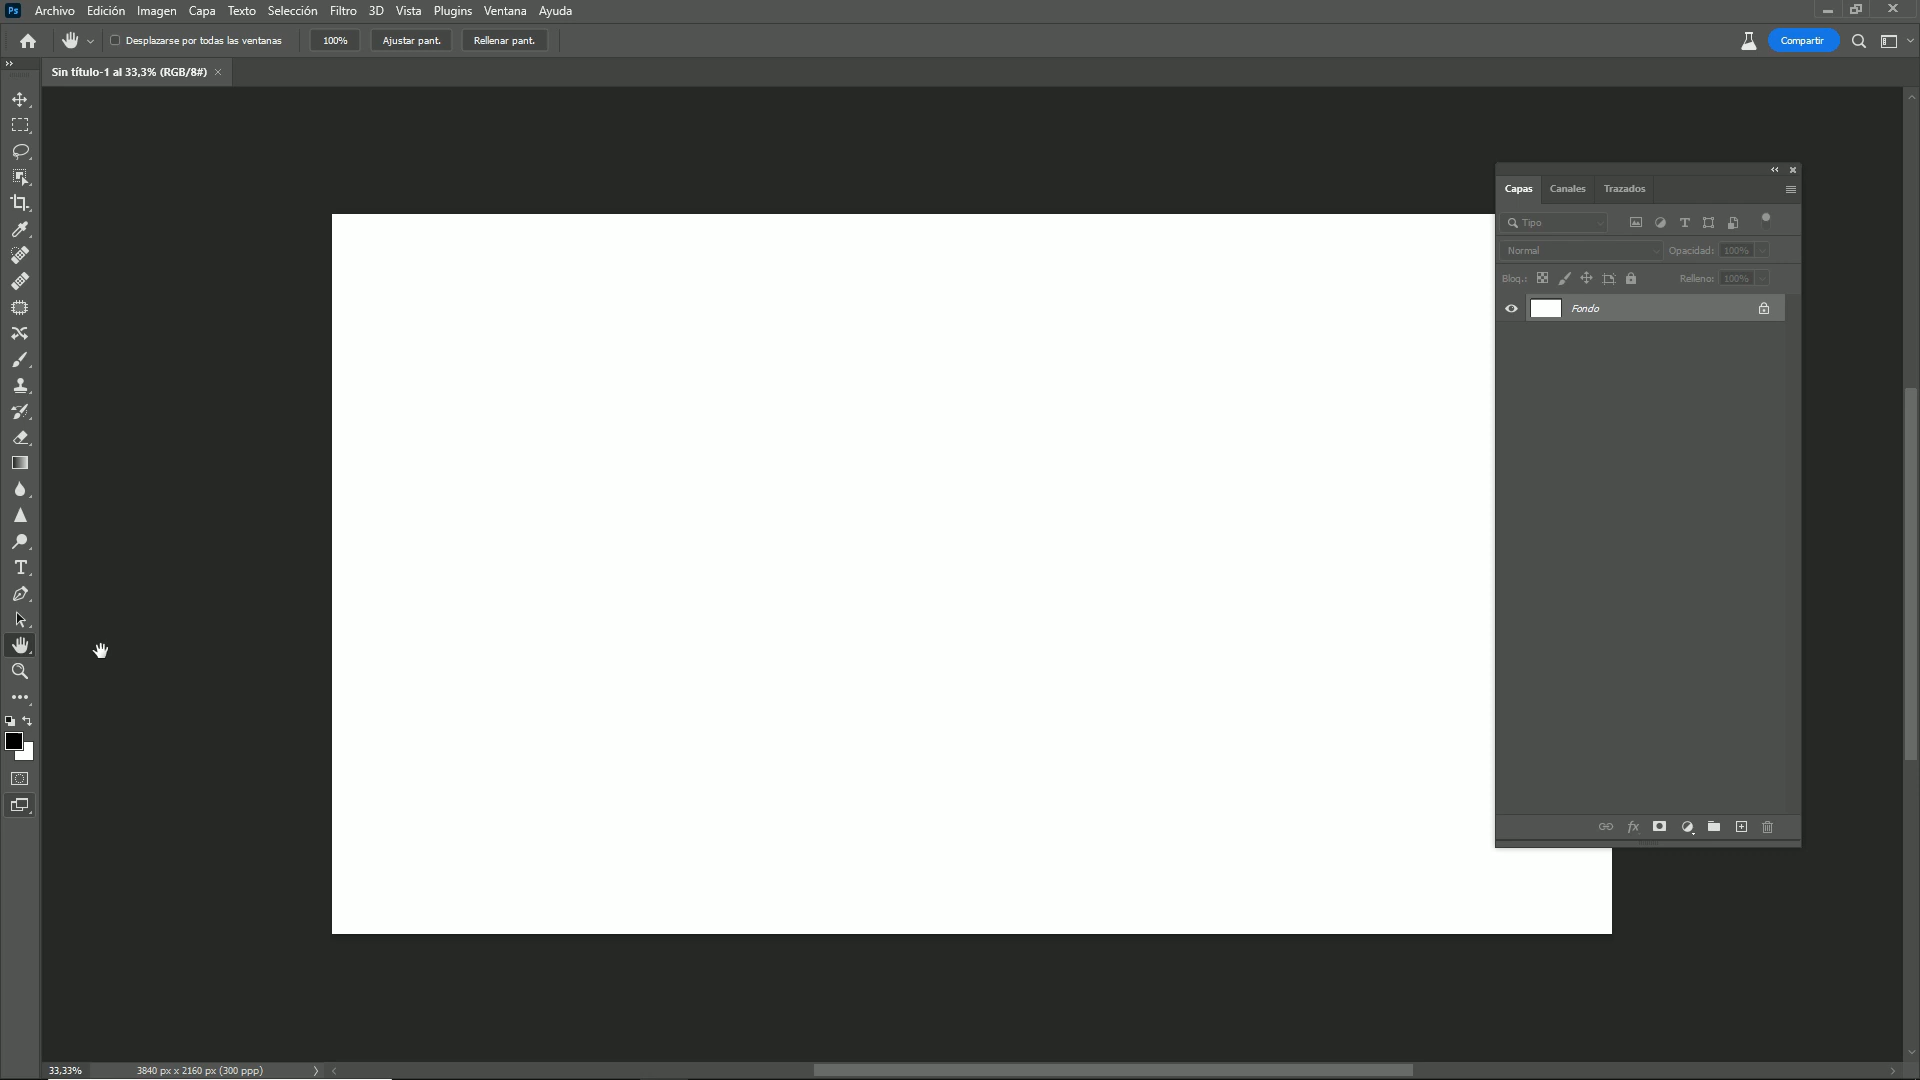 Ps Archivo Edición Imagen Capa Texto Selección Filtro 3D Vista Plugins Ventana Ayuda
Desplazarse por todas las ventanas 100% Ajustar pant. Rellenar pant. Compartir
Sin título-1 al 33,3% (RGB/8#)
Capas Canales Trazados
Tipo
Normal Opacidad: 100%
Bloq.: Relleno: 100%
Fondo
fx
33,33% 3840 px x 2160 px (300 ppp)